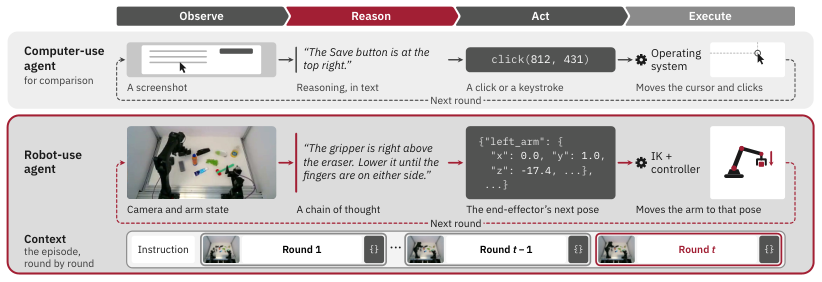 Observe
Reason
Act
Execute
Computer-use
agent
for comparison
“The Save button is at the
top right.”
click(812, 431)
Operating
system
A screenshot
Reasoning, in text
A click or a keystroke
Moves the cursor and clicks
Next round
Robot-use
agent
“The gripper is right above
the eraser. Lower it until the
fingers are on either side.”
{"left_arm": {
"x": 0.0, "y": 1.0,
"z": -17.4, ...},
...}
IK +
controller
Camera and arm state
A chain of thought
The end-effector’s next pose
Moves the arm to that pose
Next round
Context
the episode,
round by round
Instruction
Round 1
{}
...
Round t – 1
{}
Round t
{}